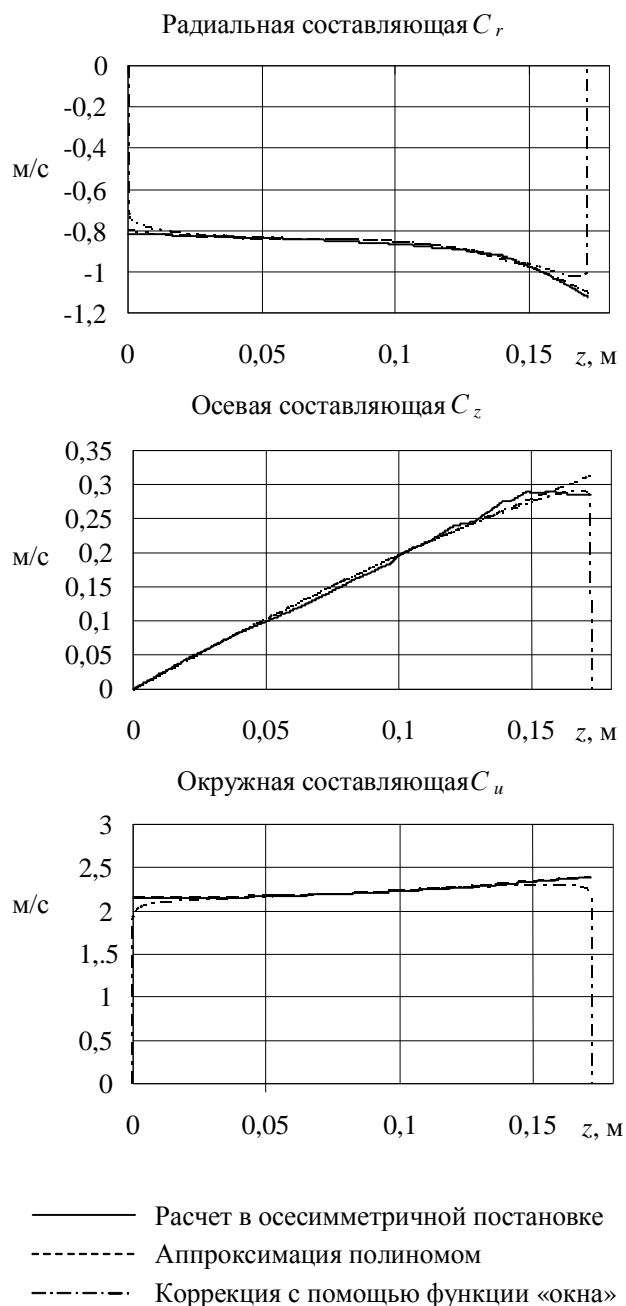 Радиальная составляющая C r
0
-0,2
-0,4
м/с
-0,6
-0,8
-1
-1,2
0 0,05 0,1 0,15 z, м
Осевая составляющая C z
0,35
0,3
0,25
м/с
0,2
0,15
0,1
0,05
0
0 0,05 0,1 0,15 z, м
Окружная составляющая C u
3
2,5
м/с
2
1,.5
1
0,5
0
0 0,05 0,1 0,15 z, м
Расчет в осесимметричной постановке
Аппроксимация полиномом
Коррекция с помощью функции «окна»